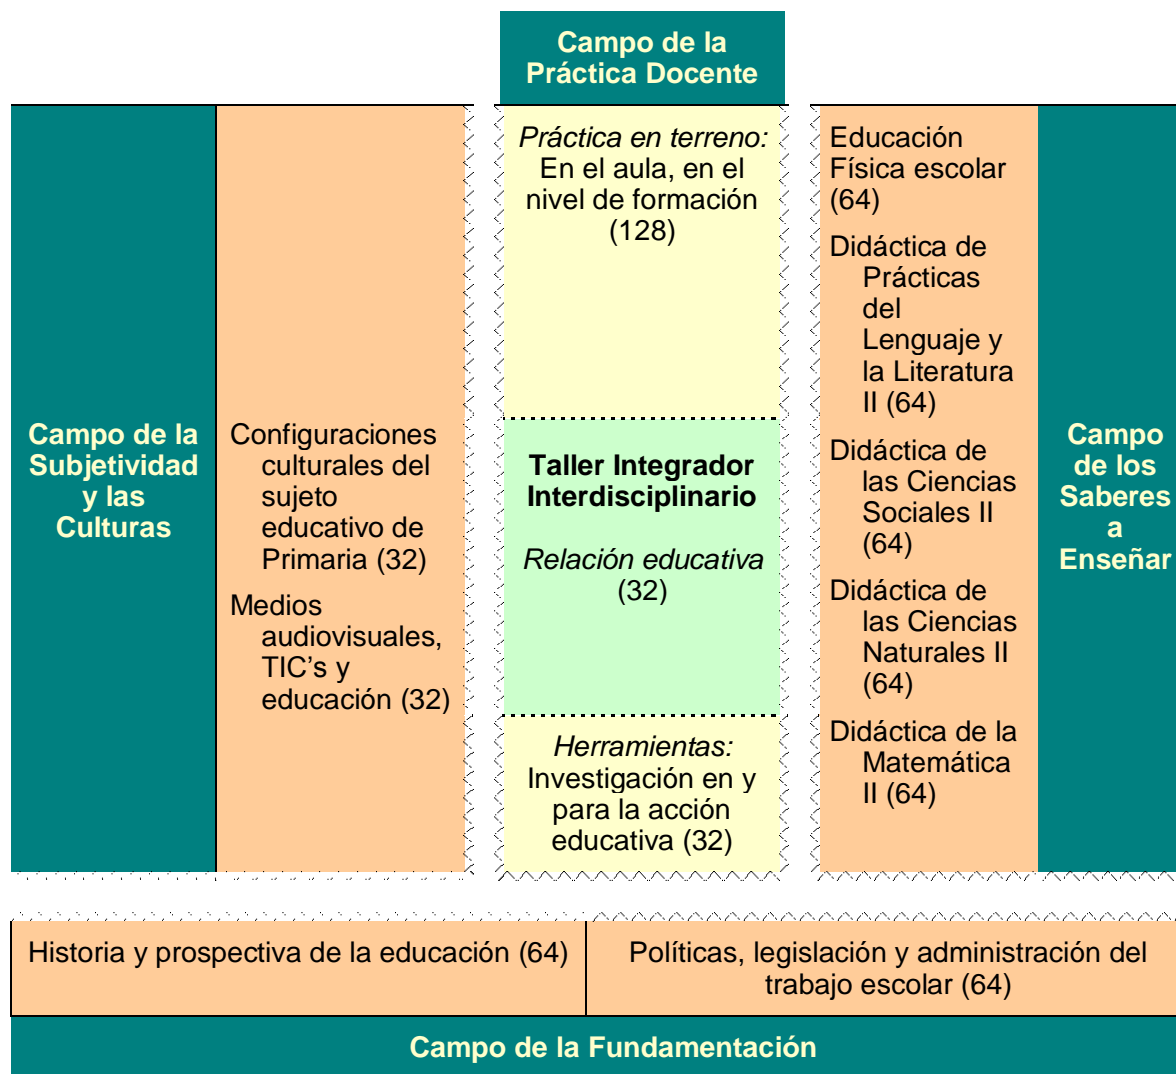 Campo de la
Práctica Docente
Campo de la
Subjetividad
y las
Culturas
Configuraciones
culturales del
sujeto
educativo de
Primaria (32)
Medios
audiovisuales,
TIC’s y
educación (32)
Práctica en terreno:
En el aula, en el
nivel de formación
(128)
Taller Integrador
Interdisciplinario
Relación educativa
(32)
Herramientas:
Investigación en y
para la acción
educativa (32)
Educación
Física escolar
(64)
Didáctica de
Prácticas
del
Lenguaje y
la Literatura
II (64)
Didáctica de
las Ciencias
Sociales II
(64)
Didáctica de
las Ciencias
Naturales II
(64)
Didáctica de la
Matemática
II (64)
Campo
de los
Saberes
a
Enseñar
Historia y prospectiva de la educación (64)
Políticas, legislación y administración del
trabajo escolar (64)
Campo de la Fundamentación